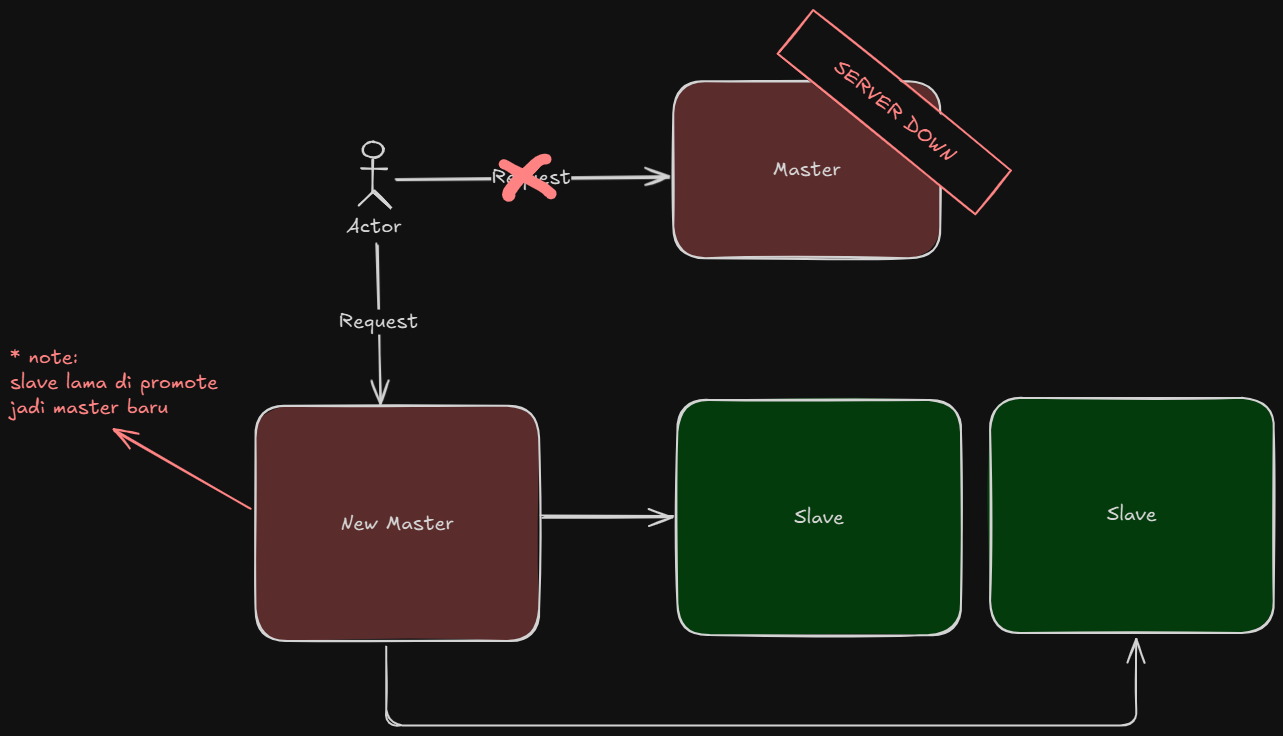 SERVER DOWN
Master
Request
Actor
Request
* note:
slave lama di promote
jadi master baru
New Master
Slave
Slave